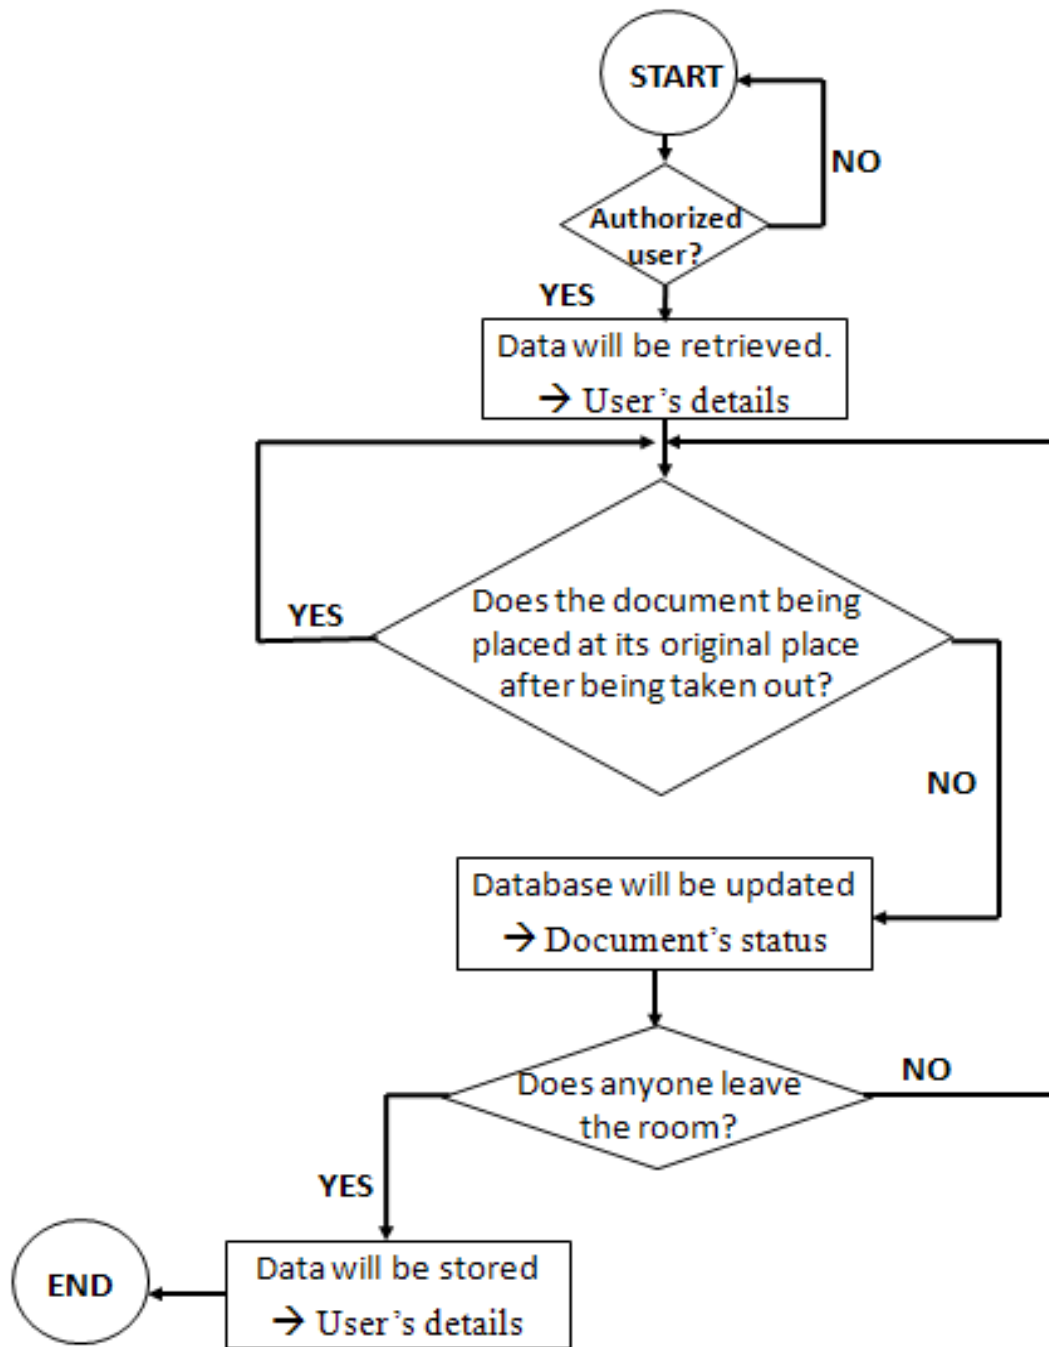 START
NO
Authorized
user?
YES
Data will be retrieved.
→ User's details
YES
Does the document being
placed at its original place
after being taken out?
NO
Database will be updated
→ Document's status
Does anyone leave
the room?
NO
YES
END
Data will be stored
→ User's details